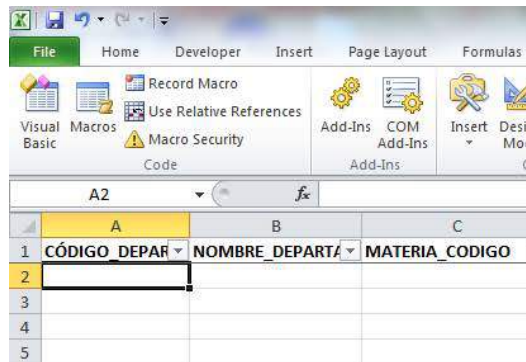 File Home Developer Insert Page Layout Formulas
Record Macro
Use Relative References
Macro Security
Visual Basic
Macros
Code
Add-Ins
COM Add-Ins
Add-Ins
Insert
A2 fx
A B C
1 CÓDIGO_DEPAR NOMBRE_DEPARTA MATERIA_CODIGO
2
3
4
5